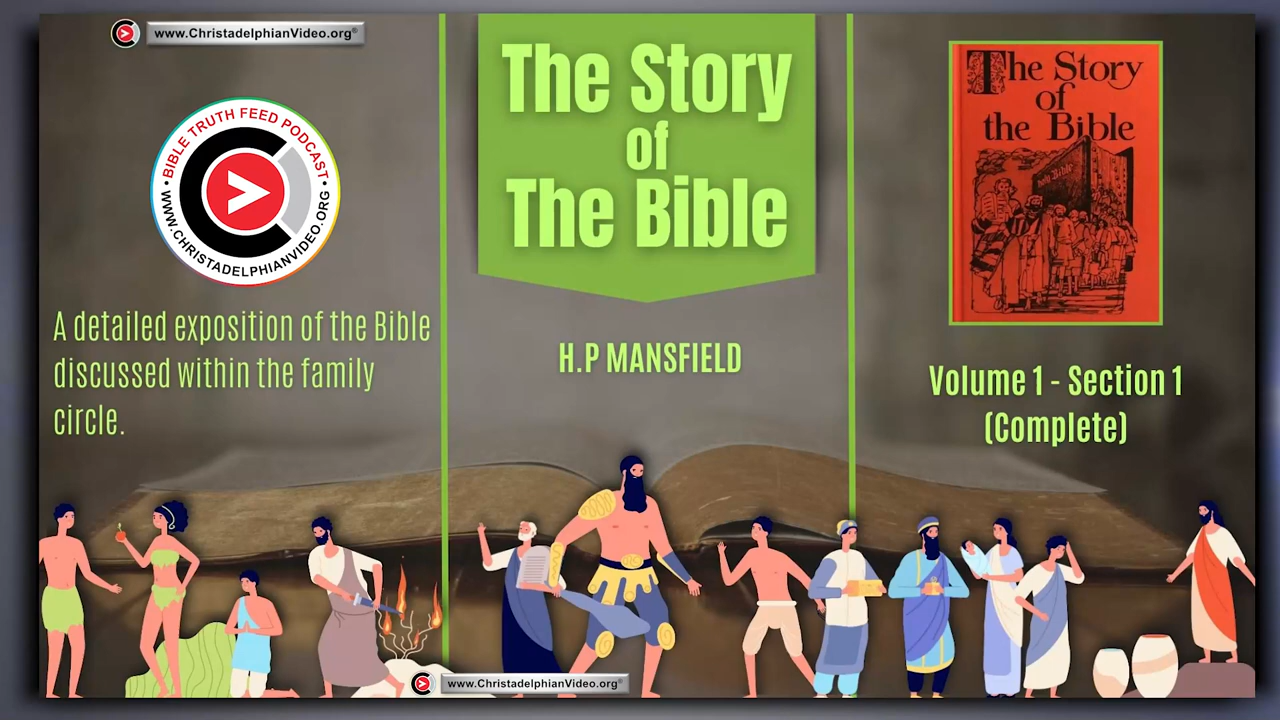 www.ChristadelphianVideo.org®
• BIBLE TRUTH FEED PODCAST •
WWW.CHRISTADELPHIANVIDEO.ORG
A detailed exposition of the Bible
discussed within the family
circle.
The Story
of
The Bible
H.P MANSFIELD
The Story
of
the Bible
Holy Bible
Volume 1 - Section 1
(Complete)
www.ChristadelphianVideo.org®